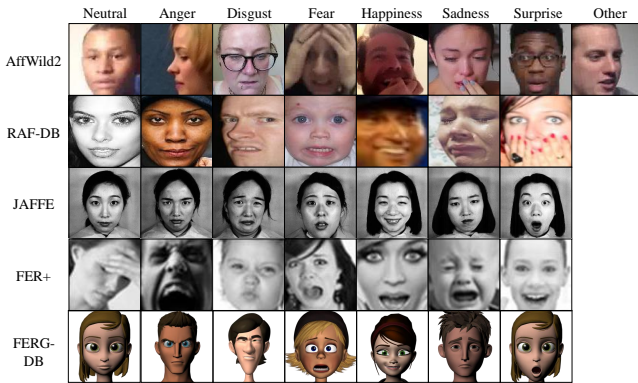 Neutral Anger Disgust Fear Happiness Sadness Surprise Other
AffWild2
RAF-DB
JAFFE
FER+
FERG-
DB